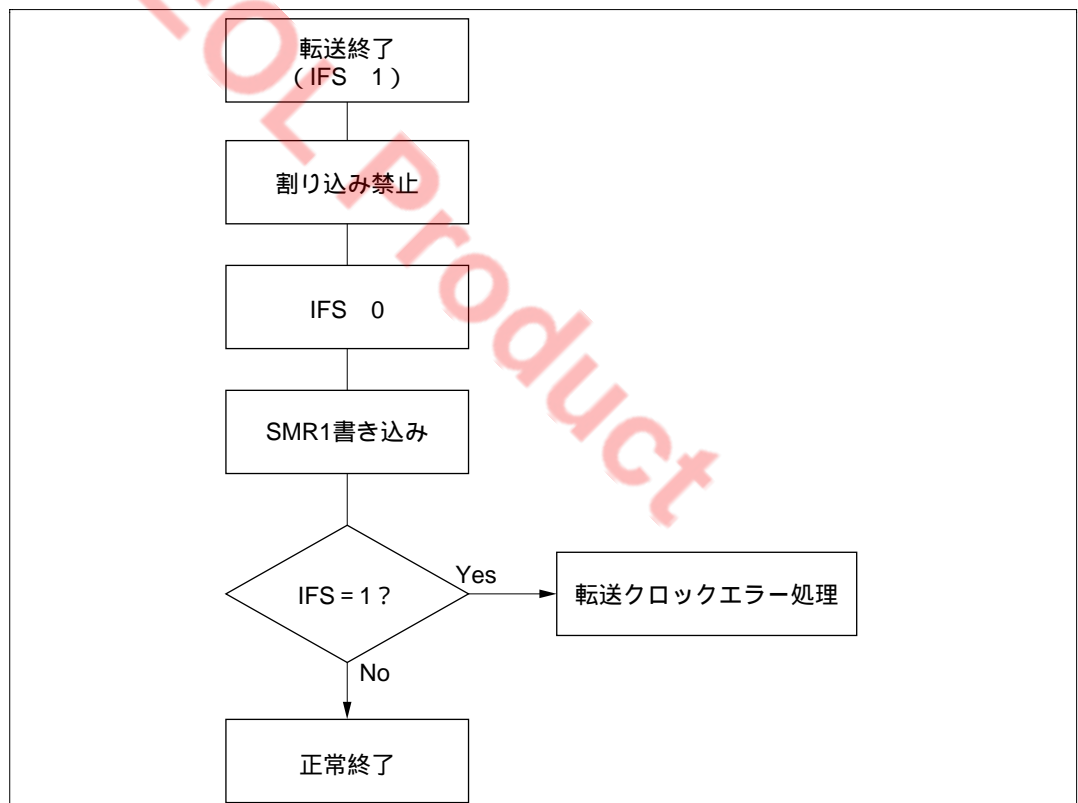 転送終了
（IFS　1）
割り込み禁止
IFS　0
SMR1書き込み
IFS = 1？
Yes
転送クロックエラー処理
No
正常終了
EOL Product